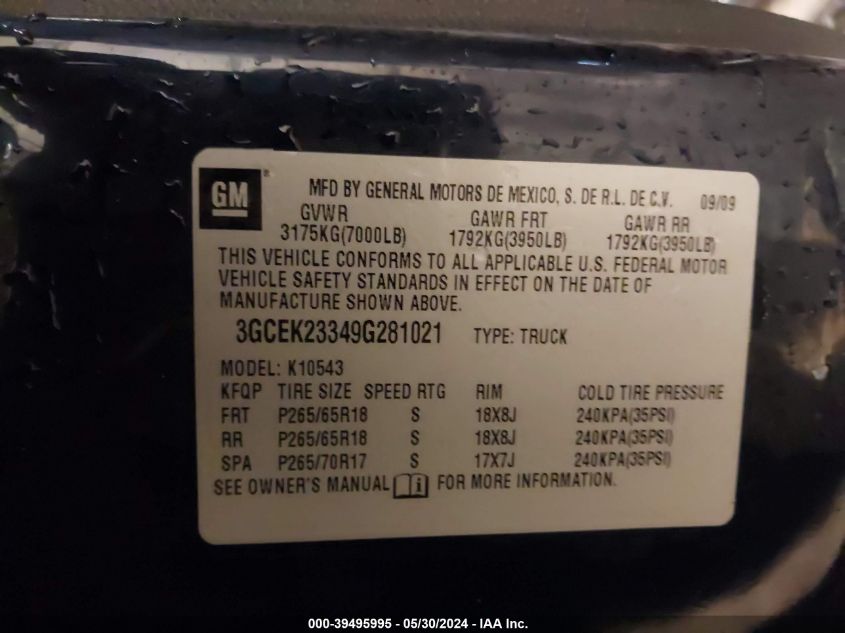 GM ® MFD BY GENERAL MOTORS DE MEXICO, S. DE R.L. DE C.V. 09/09
GVWR GAWR FRT GAWR RR
3175KG(7000LB) 1792KG(3950LB) 1792KG(3950LB)
THIS VEHICLE CONFORMS TO ALL APPLICABLE U.S. FEDERAL MOTOR
VEHICLE SAFETY STANDARDS IN EFFECT ON THE DATE OF
MANUFACTURE SHOWN ABOVE.
3GCEK23349G281021 TYPE: TRUCK
MODEL: K10543
KFQP TIRE SIZE SPEED RTG RIM COLD TIRE PRESSURE
FRT P265/65R18 S 18X8J 240KPA(35PSI)
RR P265/65R18 S 18X8J 240KPA(35PSI)
SPA P265/70R17 S 17X7J 240KPA(35PSI)
SEE OWNER'S MANUAL i FOR MORE INFORMATION.
000-39495995 - 05/30/2024 - IAA Inc.